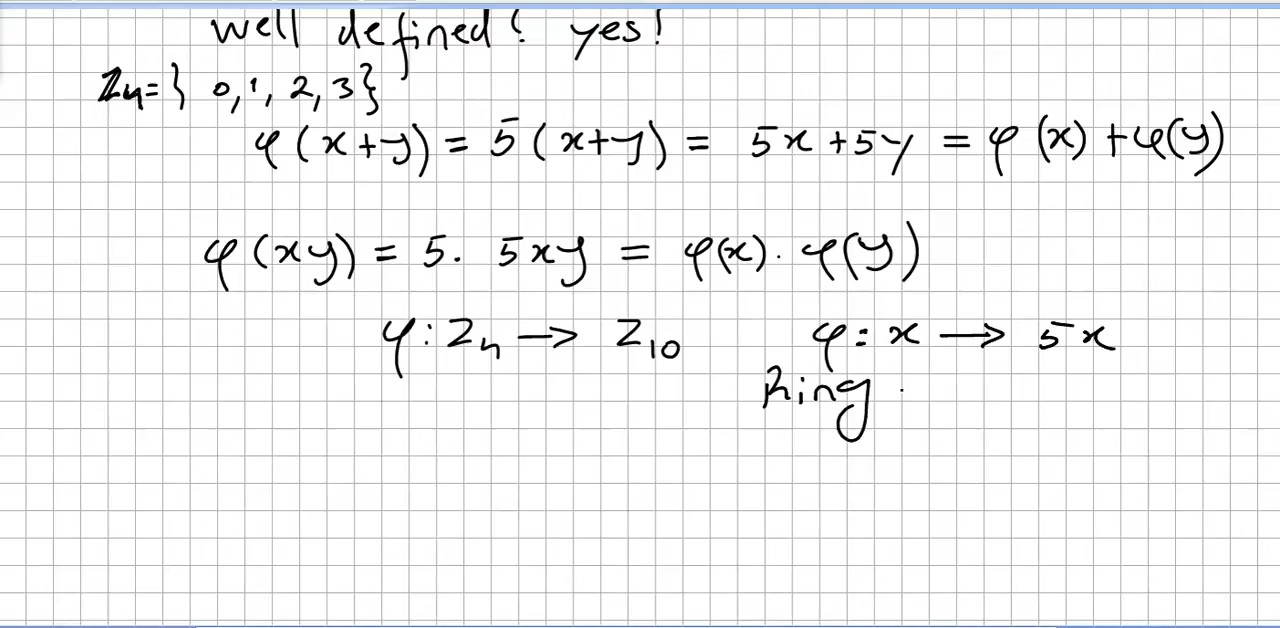 well defined? yes!
Z₄={ 0,1, 2,3}
φ(x+y) = 5(x+y) = 5x+5y = φ(x)+φ(y)
φ(xy) = 5. 5xy = φ(x). φ(y)
φ: Z₄ → Z₁₀ φ: x → 5x
Ring